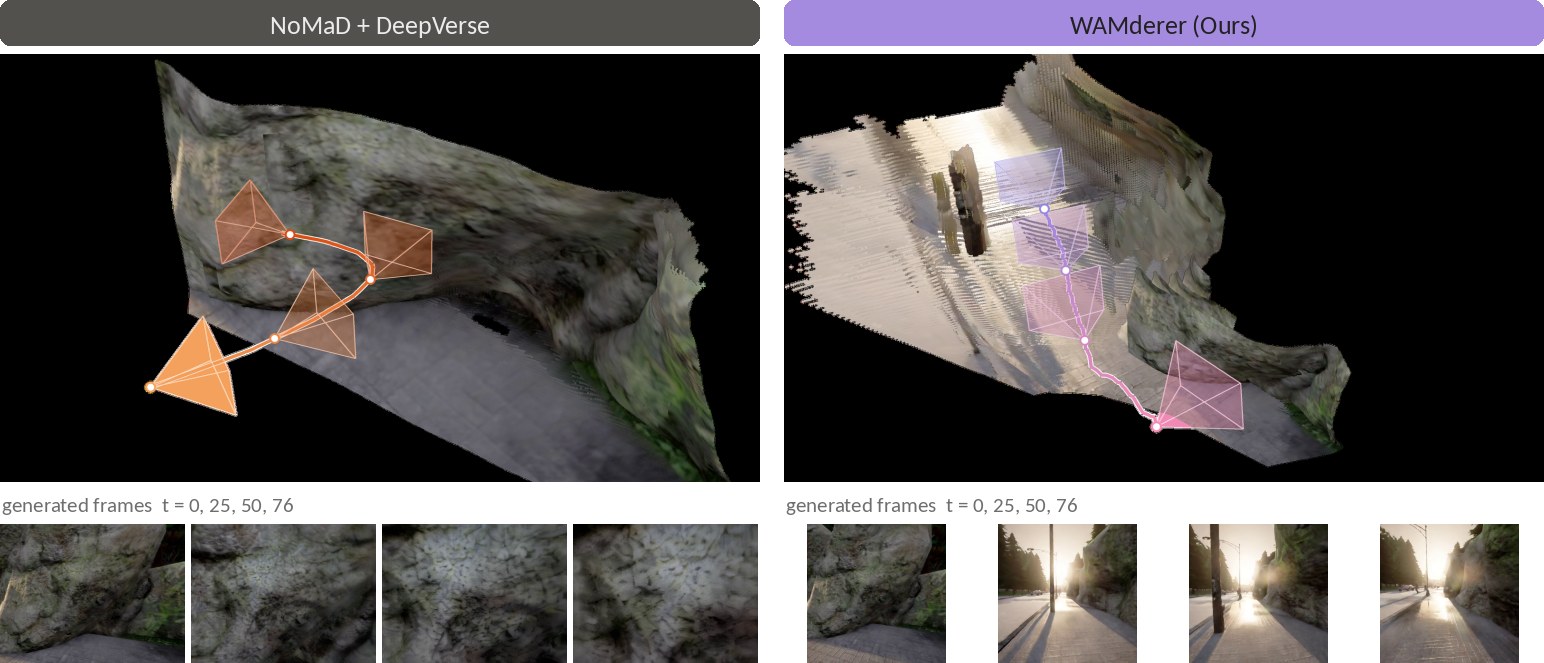 NoMaD + DeepVerse
WAMderer (Ours)
generated frames t = 0, 25, 50, 76
generated frames t = 0, 25, 50, 76